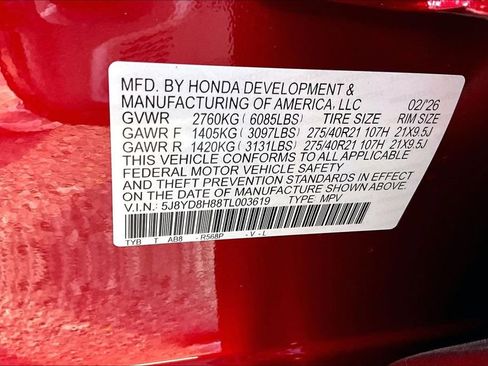 MFD. BY HONDA DEVELOPMENT &
MANUFACTURING OF AMERICA, LLC 02/26
GVWR 2760KG ( 6085LBS) TIRE SIZE RIM SIZE
GAWR F 1405KG ( 3097LBS) 275/40R21 107H 21X9.5J
GAWR R 1420KG ( 3131LBS) 275/40R21 107H 21X9.5J
THIS VEHICLE CONFORMS TO ALL APPLICABLE
FEDERAL MOTOR VEHICLE SAFETY
AND THEFT PREVENTION STANDARDS IN EFFECT
ON THE DATE OF MANUFACTURE SHOWN ABOVE.
V.I.N.: 5J8YD8H88TL003619 TYPE: MPV
TYB T AB8 - R568P - V - L